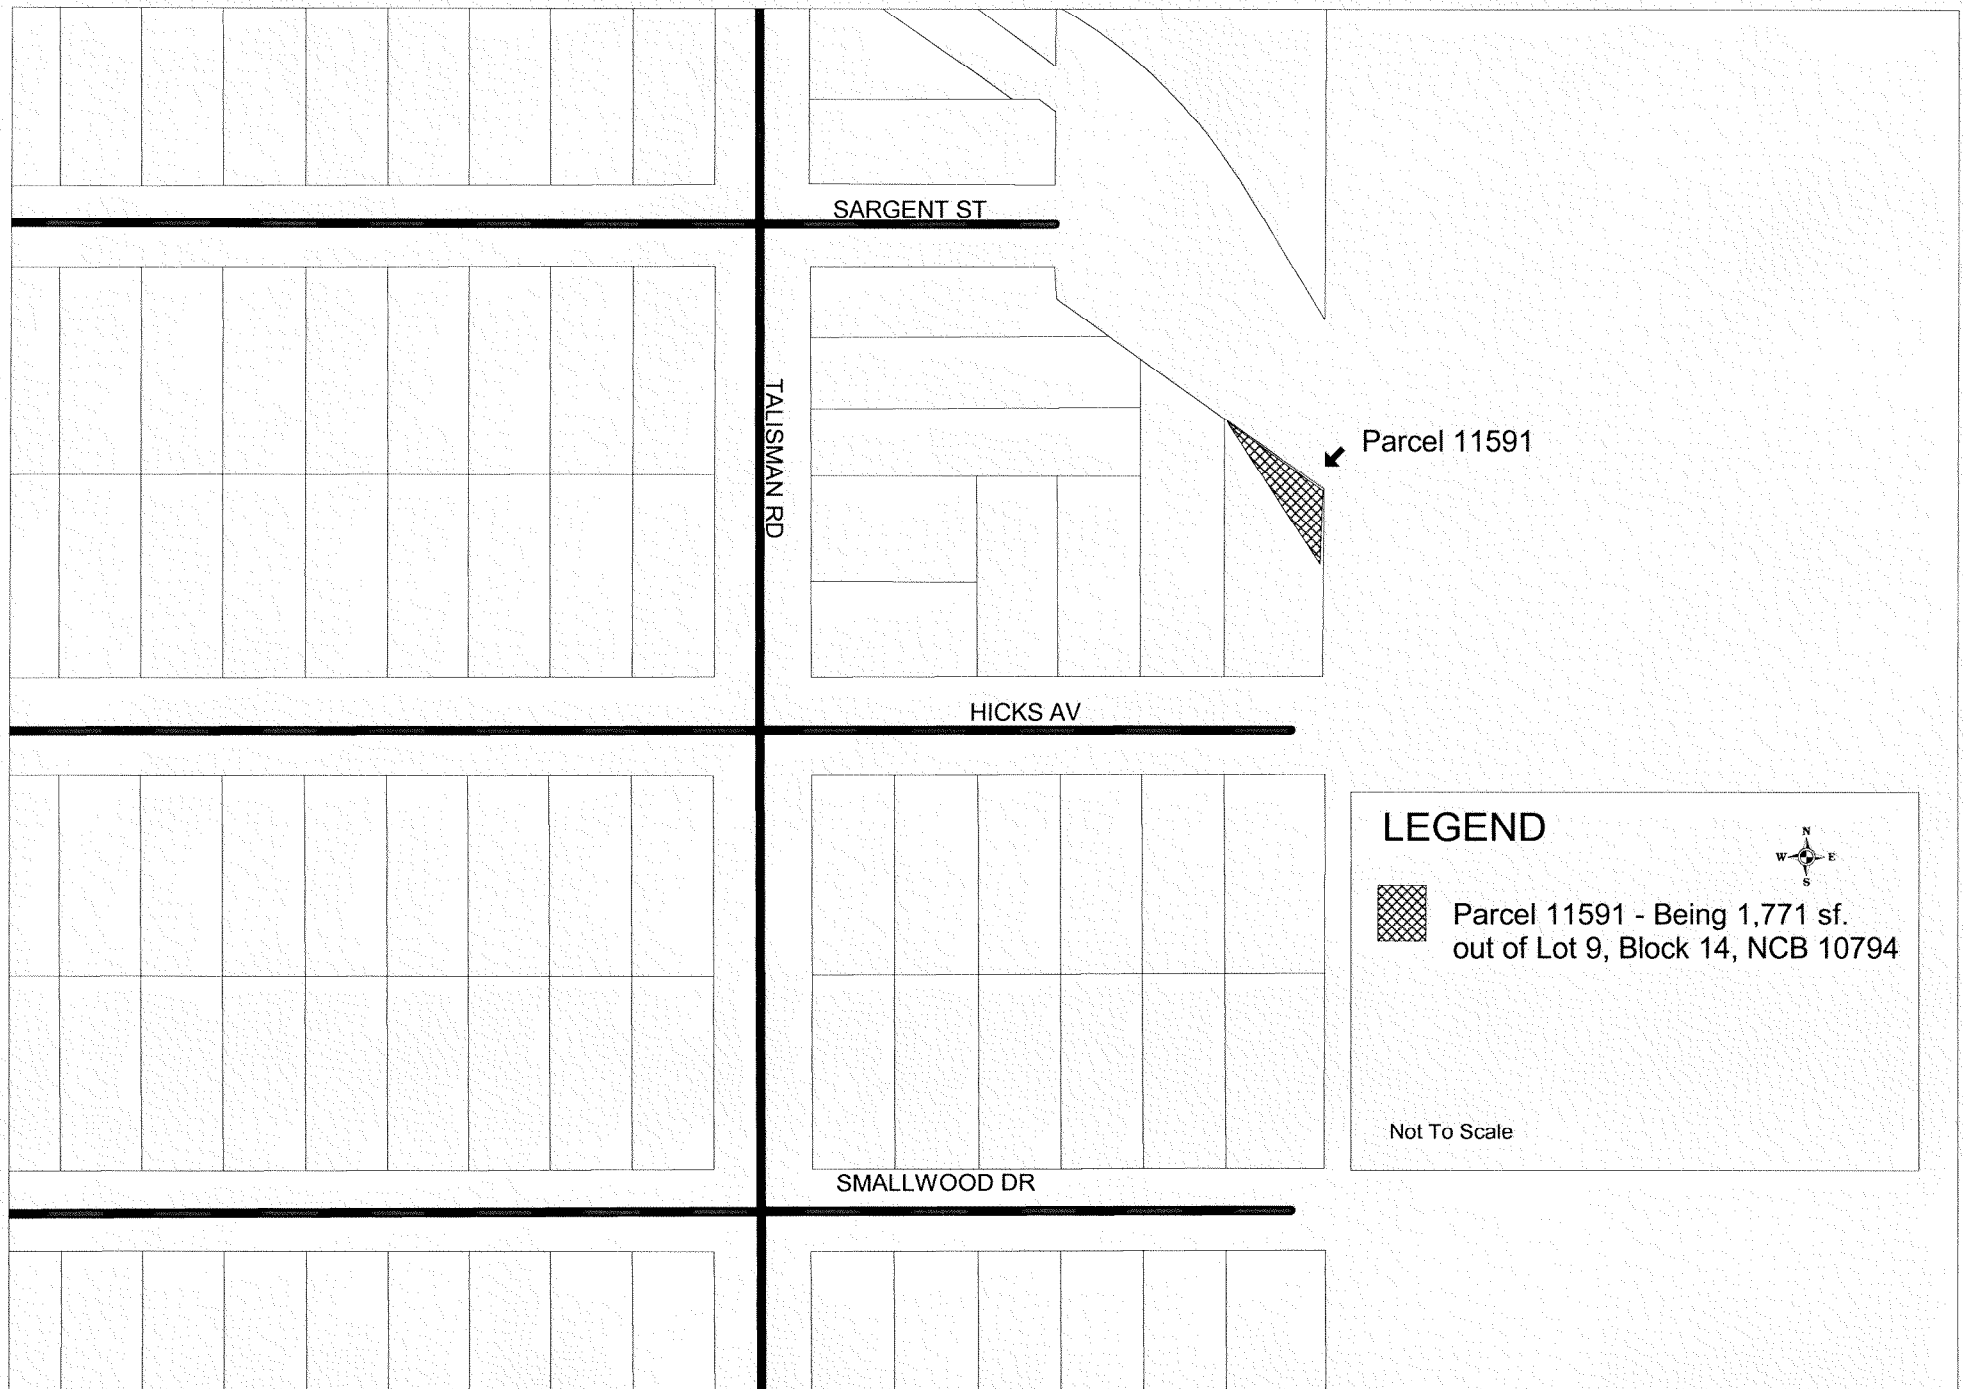 SARGENT ST
TALISMAN RD
Parcel 11591
HICKS AV
LEGEND
N
W E
S
Parcel 11591 - Being 1,771 sf.
out of Lot 9, Block 14, NCB 10794
Not To Scale
SMALLWOOD DR